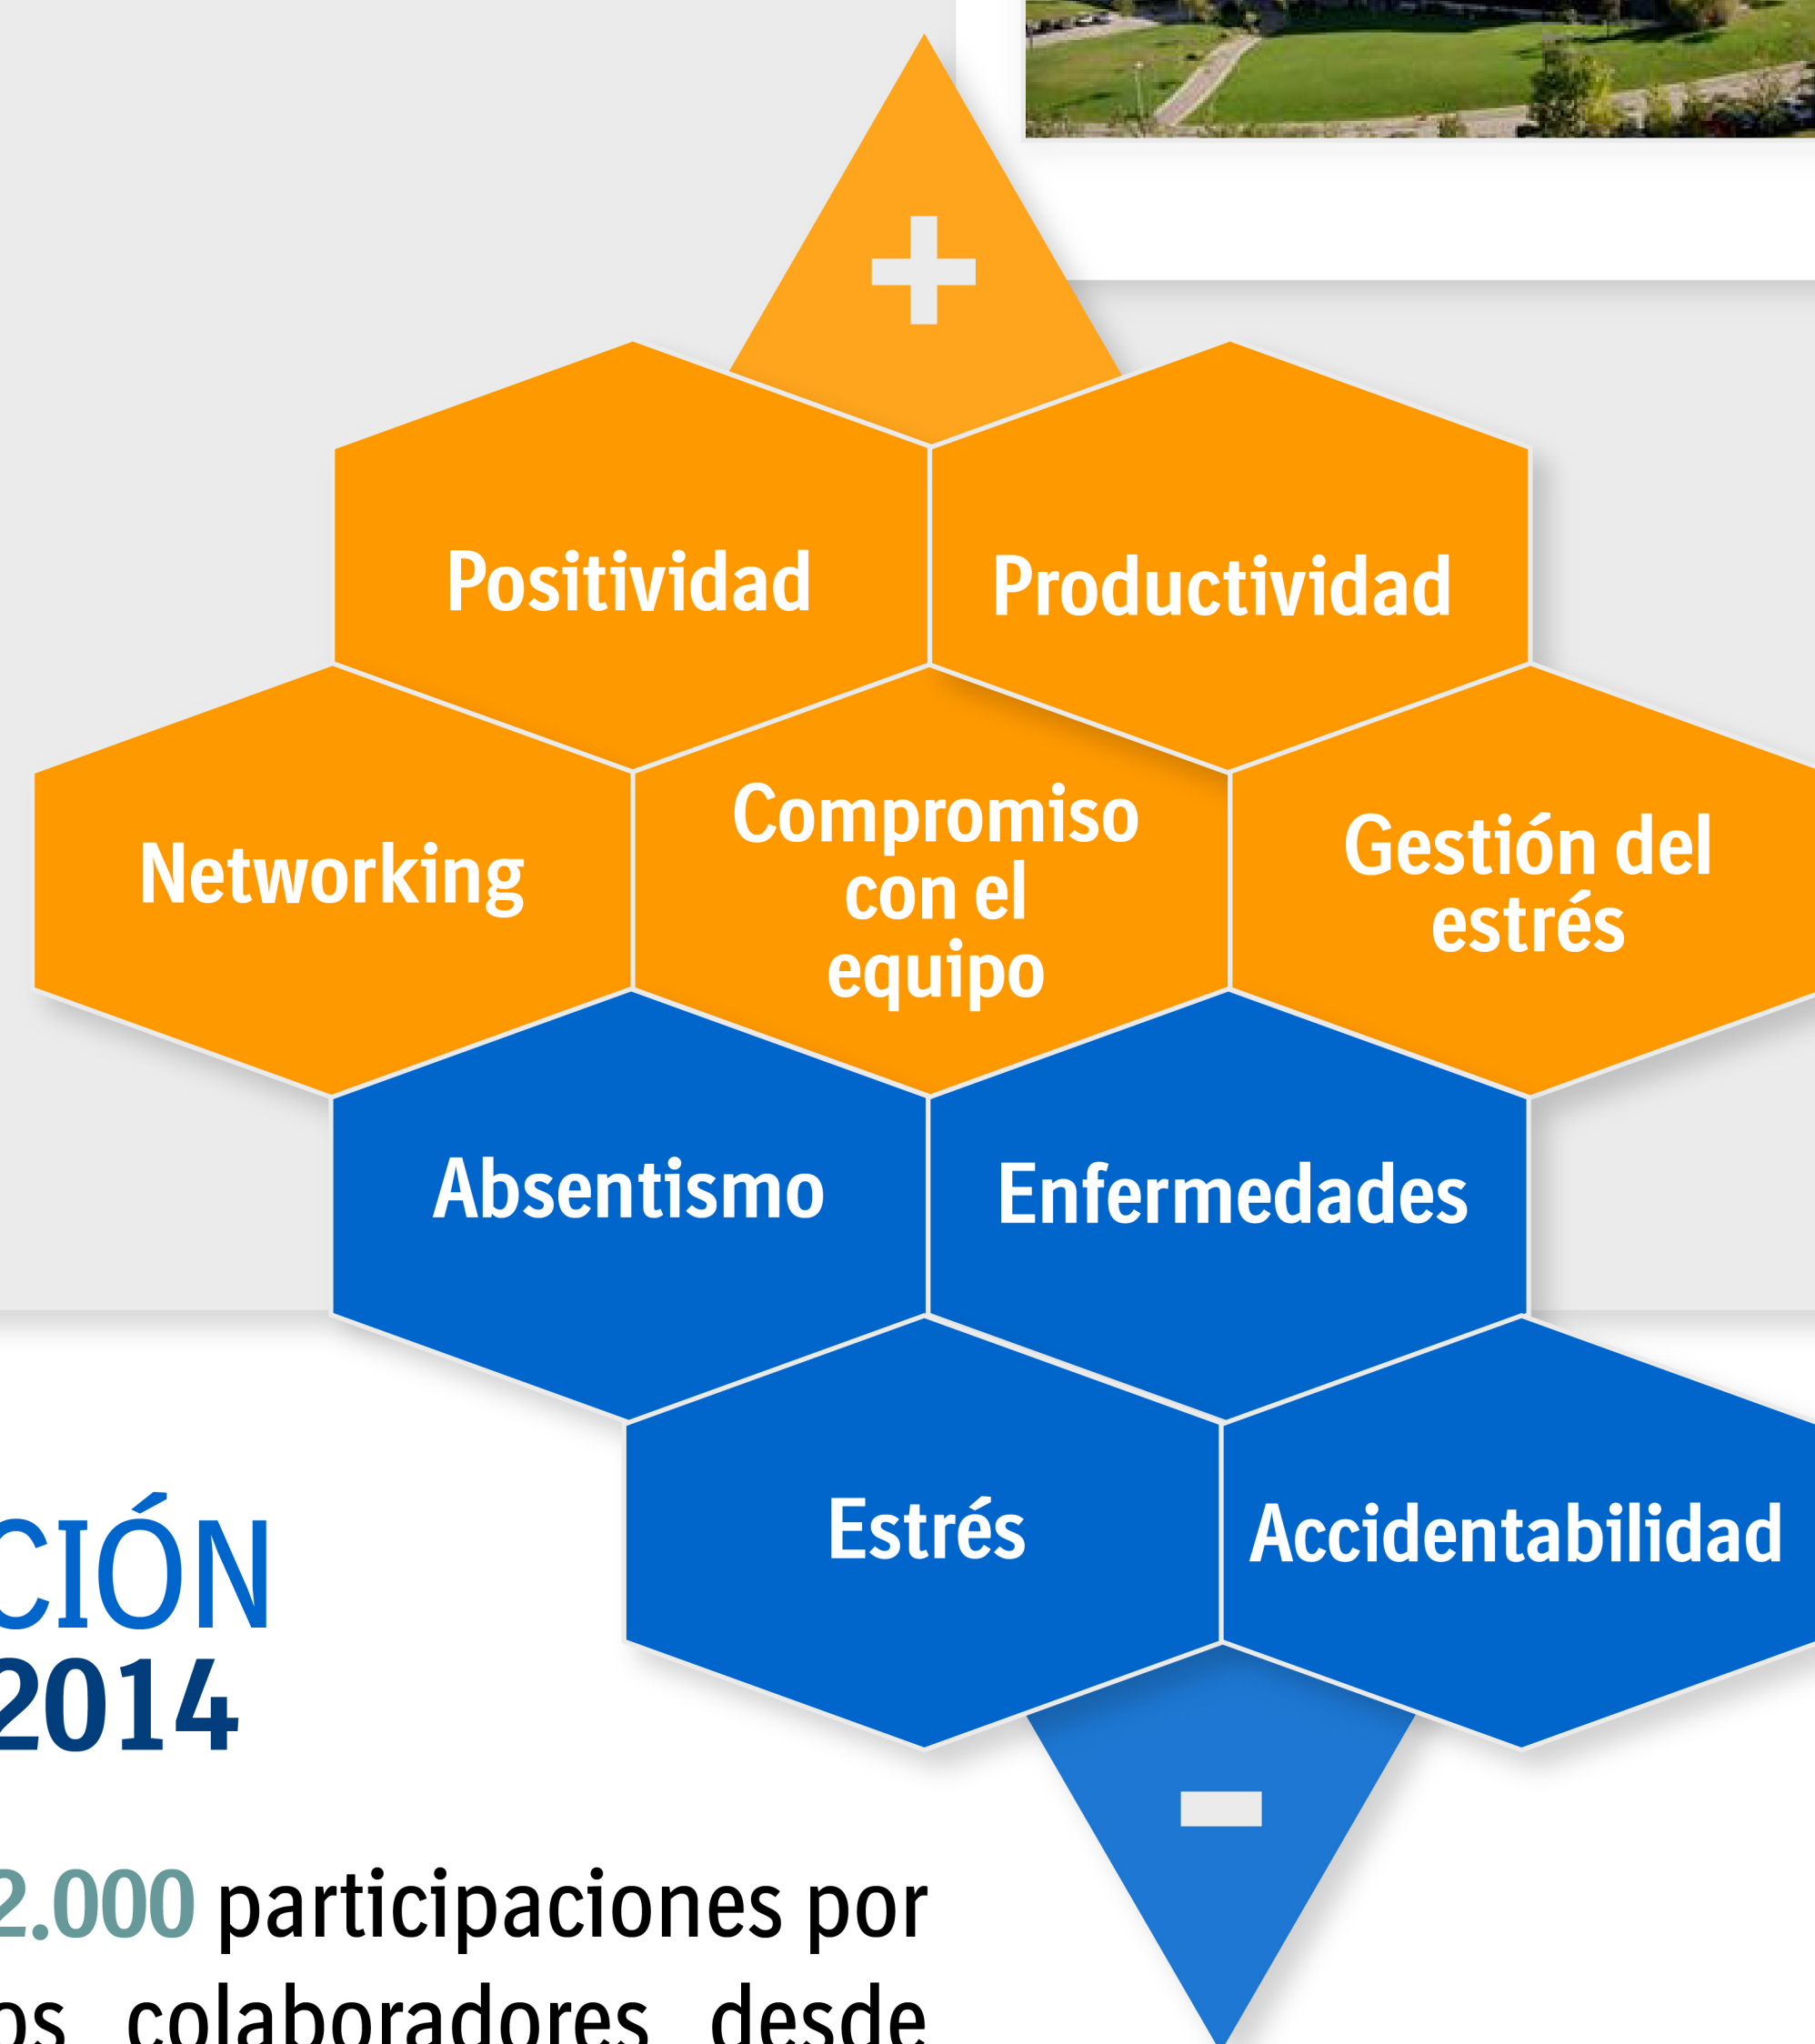 +
Positividad
Productividad
Networking
Compromiso
con el
equipo
Gestión del
estrés
Absentismo
Enfermedades
Estrés
Accidentabilidad
-
CIÓN
2014
2.000 participaciones por
os colaboradores desde